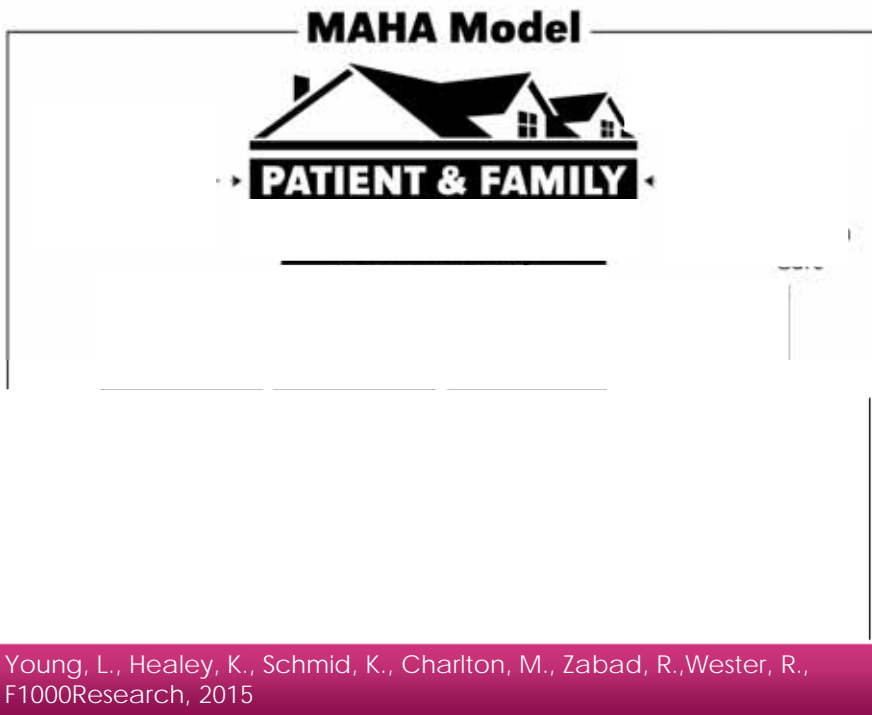 MAHA Model
PATIENT & FAMILY
Young, L., Healey, K., Schmid, K., Charlton, M., Zabad, R.,Wester, R.,
F1000Research, 2015